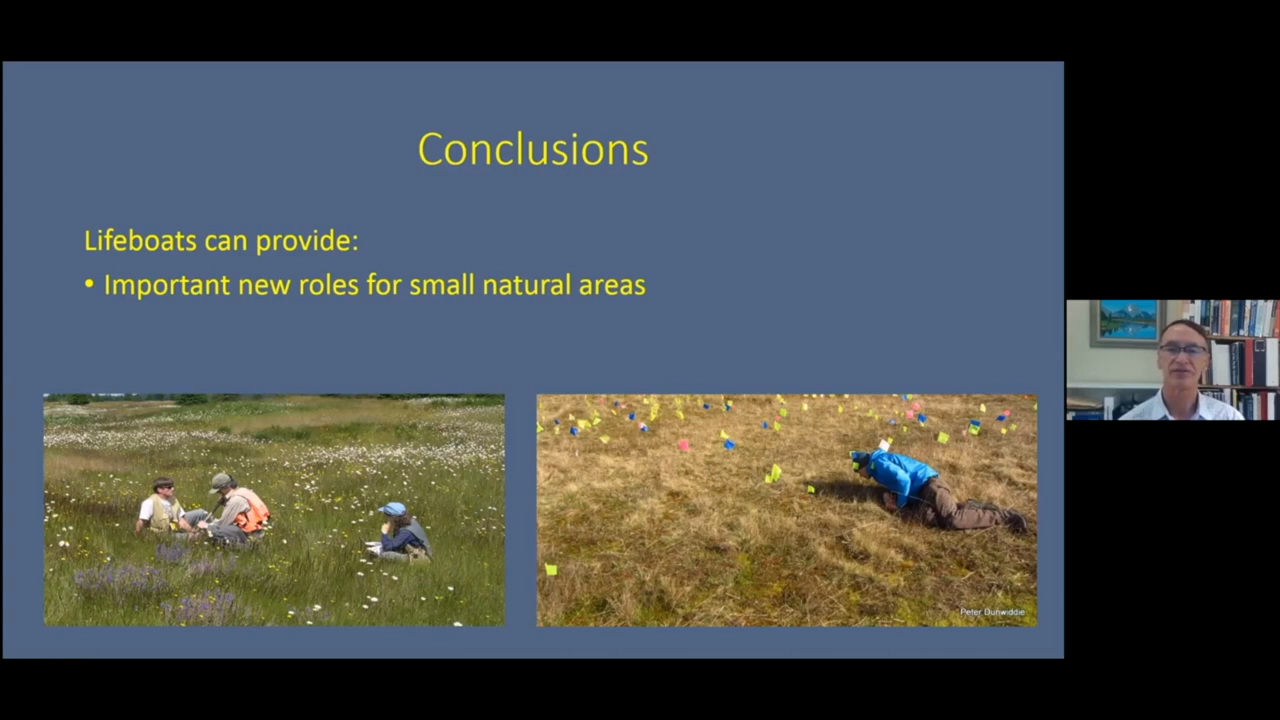 Conclusions
Lifeboats can provide:
• Important new roles for small natural areas
Peter Dunwiddie